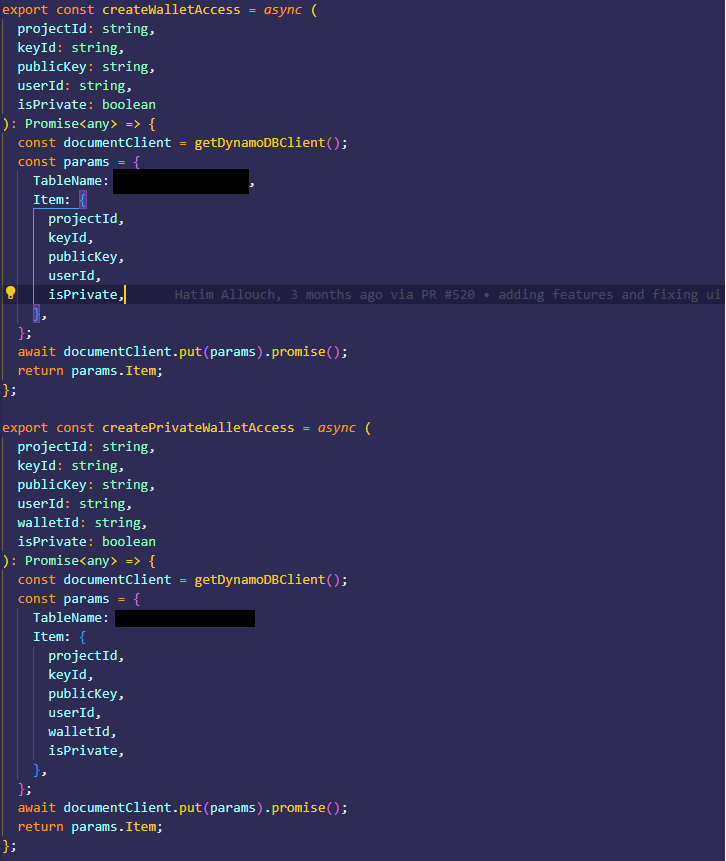 export const createWalletAccess = async (
  projectId: string,
  keyId: string,
  publicKey: string,
  userId: string,
  isPrivate: boolean
): Promise<any> => {
  const documentClient = getDynamoDBClient();
  const params = {
    TableName: ,
    Item: {
      projectId,
      keyId,
      publicKey,
      userId,
      isPrivate, Hatim Allouch, 3 months ago via PR #520 • adding features and fixing ui
    },
  };
  await documentClient.put(params).promise();
  return params.Item;
};

export const createPrivateWalletAccess = async (
  projectId: string,
  keyId: string,
  publicKey: string,
  userId: string,
  walletId: string,
  isPrivate: boolean
): Promise<any> => {
  const documentClient = getDynamoDBClient();
  const params = {
    TableName:
    Item: {
      projectId,
      keyId,
      publicKey,
      userId,
      walletId,
      isPrivate,
    },
  };
  await documentClient.put(params).promise();
  return params.Item;
};